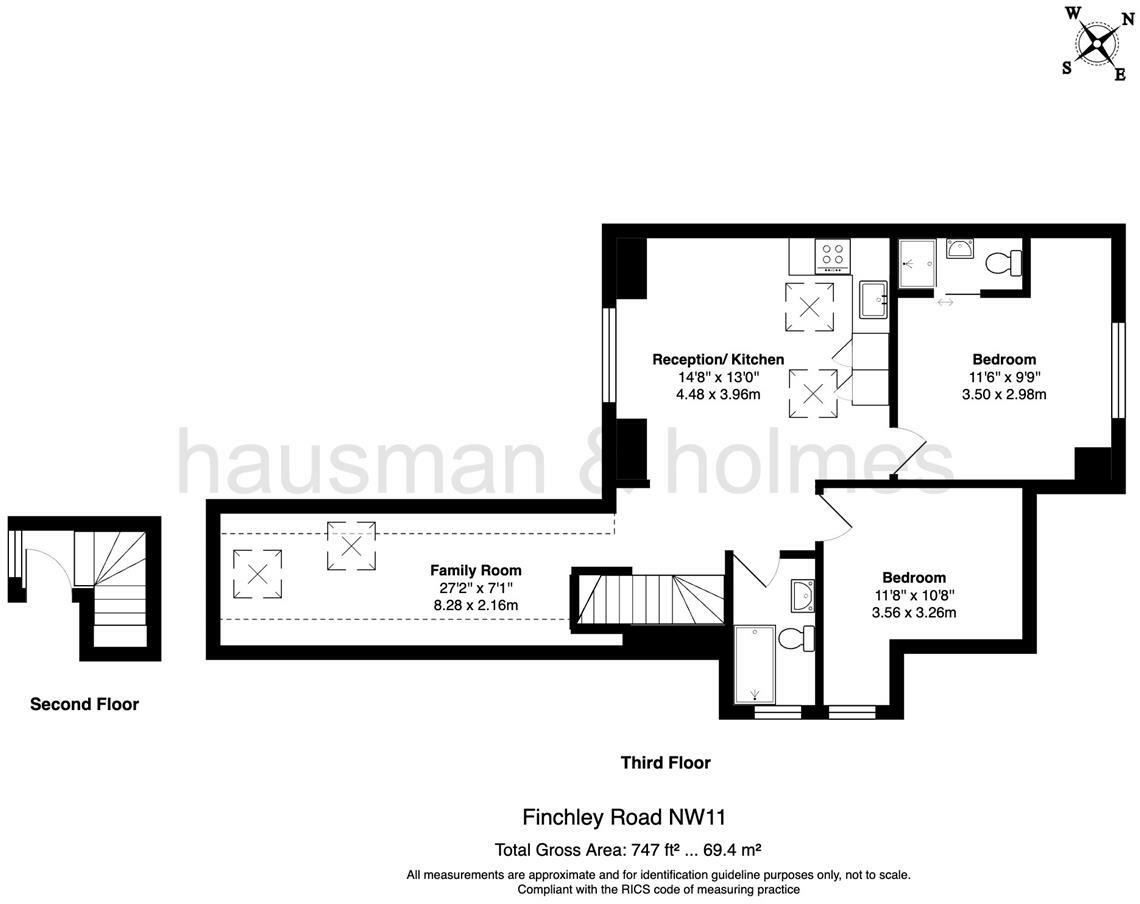 W
N
S
E
Reception/ Kitchen
14'8" x 13'0"
4.48 x 3.96m
Bedroom
11'6" x 9'9"
3.50 x 2.98m
hausman & holmes
Family Room
27'2" x 7'1"
8.28 x 2.16m
Bedroom
11'8" x 10'8"
3.56 x 3.26m
Second Floor
Third Floor
Finchley Road NW11
Total Gross Area: 747 ft² ... 69.4 m²
All measurements are approximate and for identification guideline purposes only, not to scale.
Compliant with the RICS code of measuring practice